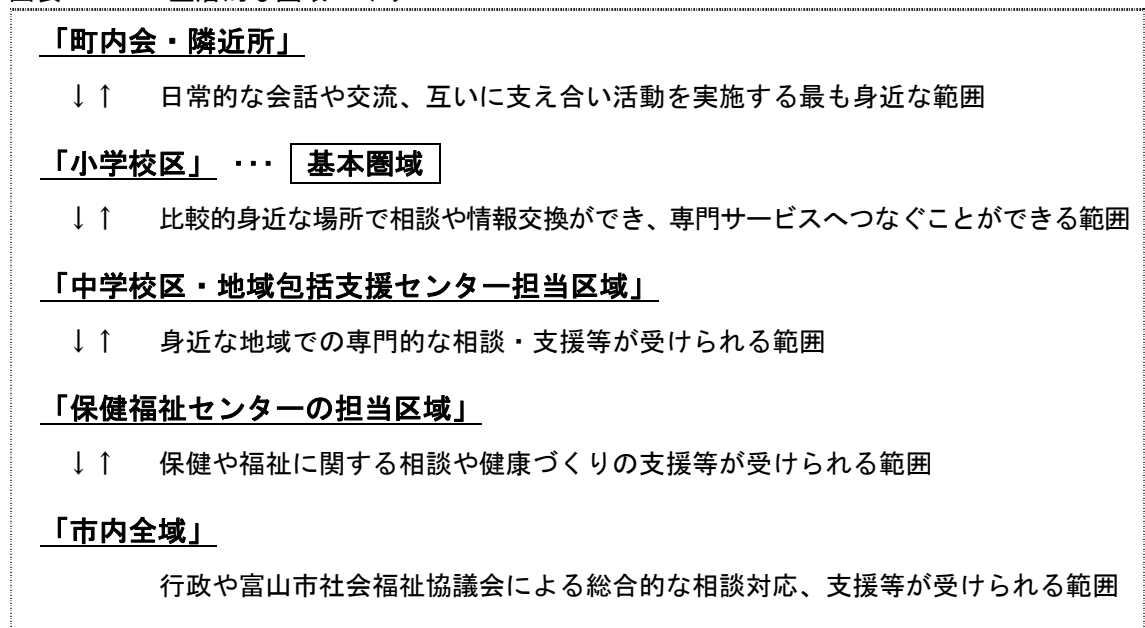 「町内会・隣近所」
↓↑ 日常的な会話や交流、互いに支え合い活動を実施する最も身近な範囲
「小学校区」 ･･･ 基本圏域
↓↑ 比較的身近な場所で相談や情報交換ができ、専門サービスへつなぐことができる範囲
「中学校区・地域包括支援センター担当区域」
↓↑ 身近な地域での専門的な相談・支援等が受けられる範囲
「保健福祉センターの担当区域」
↓↑ 保健や福祉に関する相談や健康づくりの支援等が受けられる範囲
「市内全域」
行政や富山市社会福祉協議会による総合的な相談対応、支援等が受けられる範囲